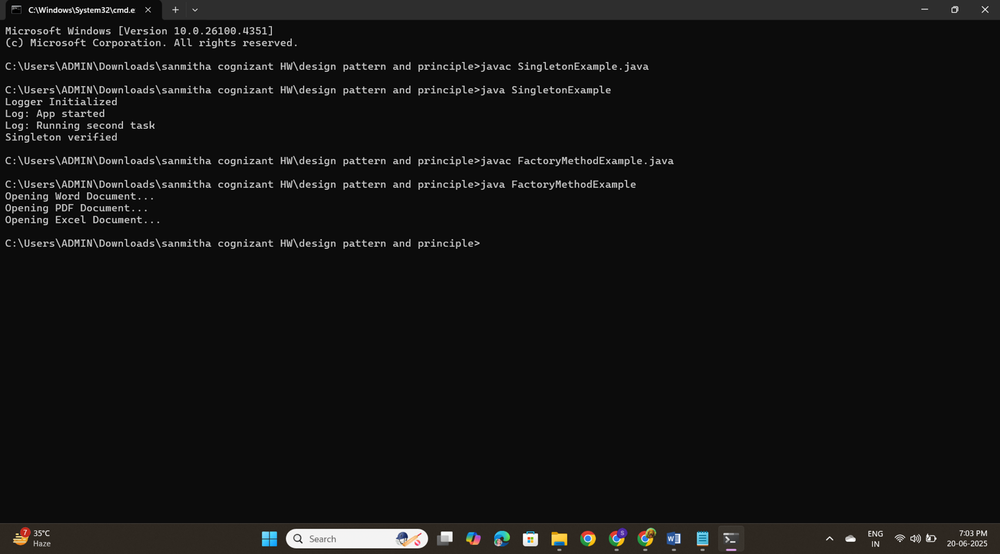 C:\Windows\System32\cmd.e
Microsoft Windows [Version 10.0.26100.4351]
(c) Microsoft Corporation. All rights reserved.
C:\Users\ADMIN\Downloads\sanmitha cognizant HW\design pattern and principle>javac SingletonExample.java
C:\Users\ADMIN\Downloads\sanmitha cognizant HW\design pattern and principle>java SingletonExample
Logger Initialized
Log: App started
Log: Running second task
Singleton verified
C:\Users\ADMIN\Downloads\sanmitha cognizant HW\design pattern and principle>javac FactoryMethodExample.java
C:\Users\ADMIN\Downloads\sanmitha cognizant HW\design pattern and principle>java FactoryMethodExample
Opening Word Document...
Opening PDF Document...
Opening Excel Document...
C:\Users\ADMIN\Downloads\sanmitha cognizant HW\design pattern and principle>
7
35°C
Haze
Search
S
W
ENG
IN
7:03 PM
20-06-2025